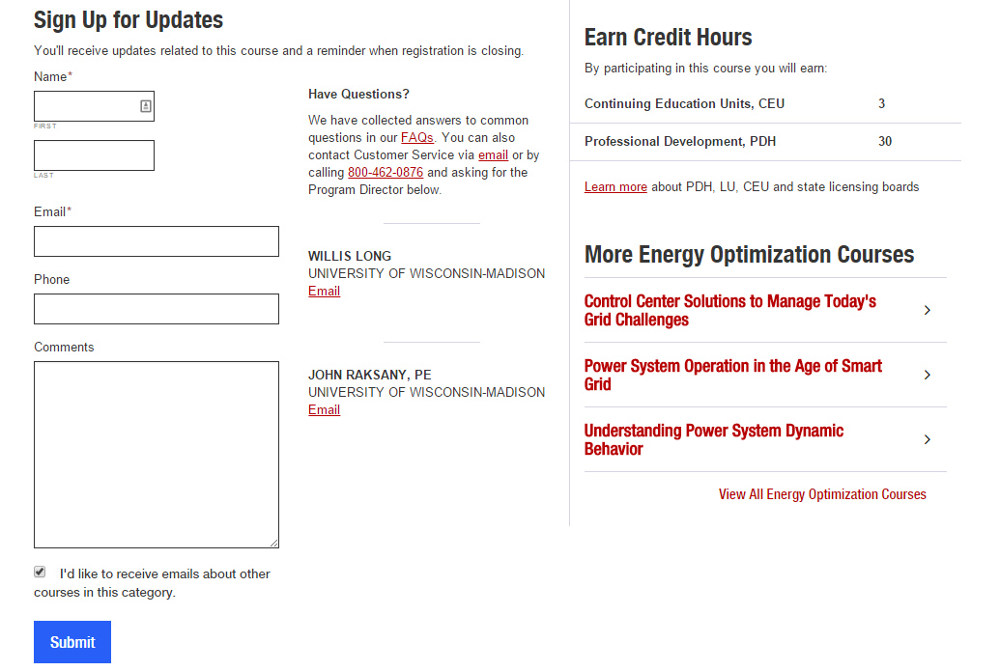 Sign Up for Updates
You'll receive updates related to this course and a reminder when registration is closing.
Name*
FIRST
LAST
Email*
Phone
Comments
I'd like to receive emails about other
courses in this category.
Submit
Have Questions?
We have collected answers to common
questions in our FAQs. You can also
contact Customer Service via email or by
calling 800-462-0876 and asking for the
Program Director below.
WILLIS LONG
UNIVERSITY OF WISCONSIN-MADISON
Email
JOHN RAKSANY, PE
UNIVERSITY OF WISCONSIN-MADISON
Email
Earn Credit Hours
By participating in this course you will earn:
Continuing Education Units, CEU 3
Professional Development, PDH 30
Learn more about PDH, LU, CEU and state licensing boards
More Energy Optimization Courses
Control Center Solutions to Manage Today's
Grid Challenges
Power System Operation in the Age of Smart
Grid
Understanding Power System Dynamic
Behavior
View All Energy Optimization Courses